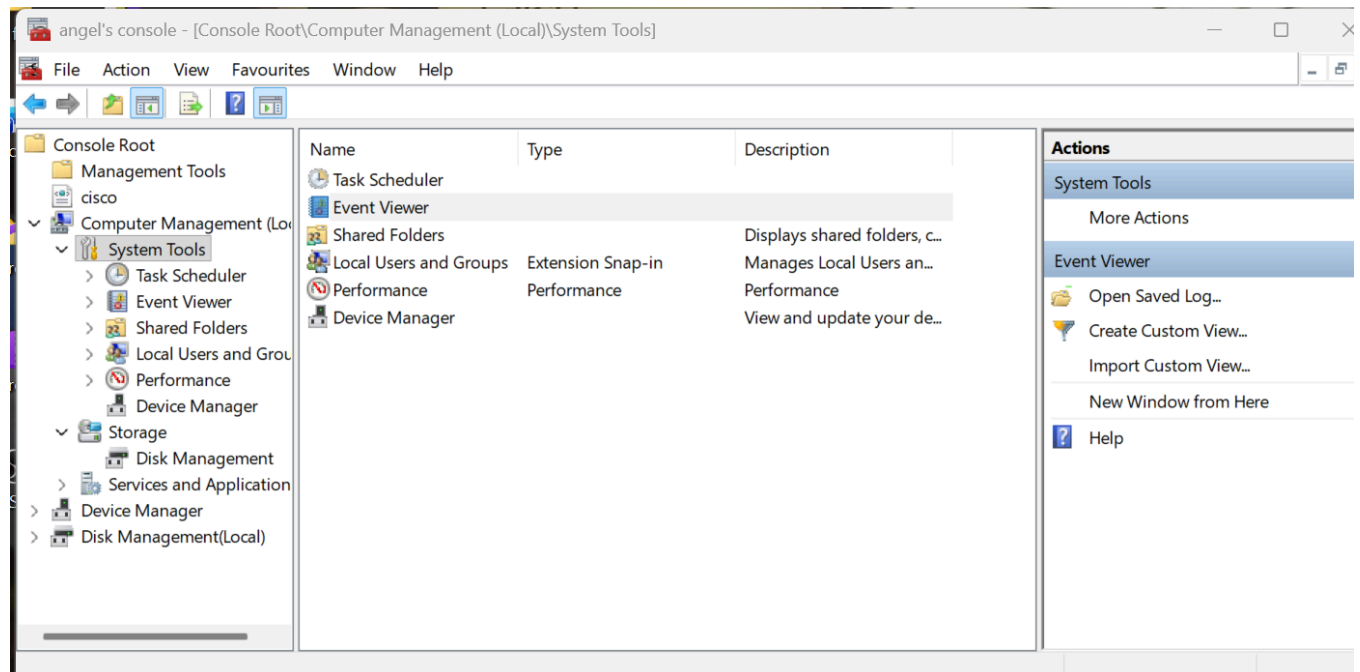 angel's console - [Console Root\Computer Management (Local)\System Tools]
File Action View Favourites Window Help
Console Root
Management Tools
cisco
Computer Management (Loc
System Tools
Task Scheduler
Event Viewer
Shared Folders
Local Users and Grou
Performance
Device Manager
Storage
Disk Management
Services and Application
Device Manager
Disk Management(Local)
Name Type Description
Task Scheduler
Event Viewer
Shared Folders Displays shared folders, c...
Local Users and Groups Extension Snap-in Manages Local Users an...
Performance Performance Performance
Device Manager View and update your de...
Actions
System Tools
More Actions
Event Viewer
Open Saved Log...
Create Custom View...
Import Custom View...
New Window from Here
Help